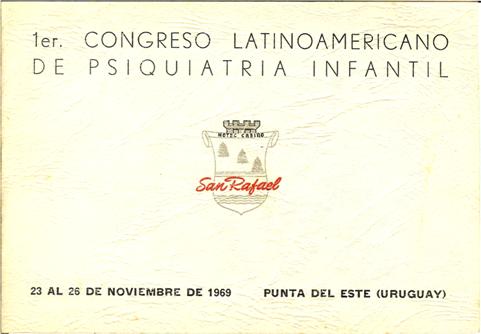 1er. CONGRESO LATINOAMERICANO
DE PSIQUIATRIA INFANTIL
HOTEL CASINO
San Rafael
23 AL 26 DE NOVIEMBRE DE 1969 PUNTA DEL ESTE (URUGUAY)